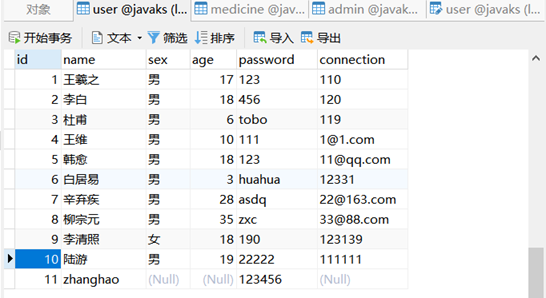 对象 user @javaks (l... medicine @jav... admin @javaks... user @javaks (l...
开始事务 文本 筛选 排序 导入 导出
id name sex age password connection
1 王羲之 男 17 123 110
2 李白 男 18 456 120
3 杜甫 男 6 tobo 119
4 王维 男 10 111 1@1.com
5 韩愈 男 18 123 11@qq.com
6 白居易 男 3 huahua 12331
7 辛弃疾 男 28 asdq 22@163.com
8 柳宗元 男 35 zxc 33@88.com
9 李清照 女 18 190 123139
10 陆游 男 19 22222 111111
11 zhanghao (Null) (Null) 123456 (Null)